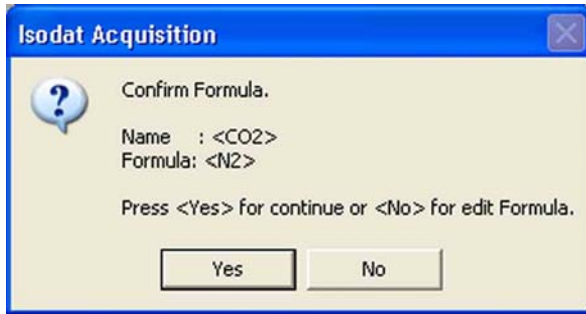 Isodat Acquisition
Confirm Formula.
Name : <CO2>
Formula: <N2>
Press <Yes> for continue or <No> for edit Formula.
Yes No